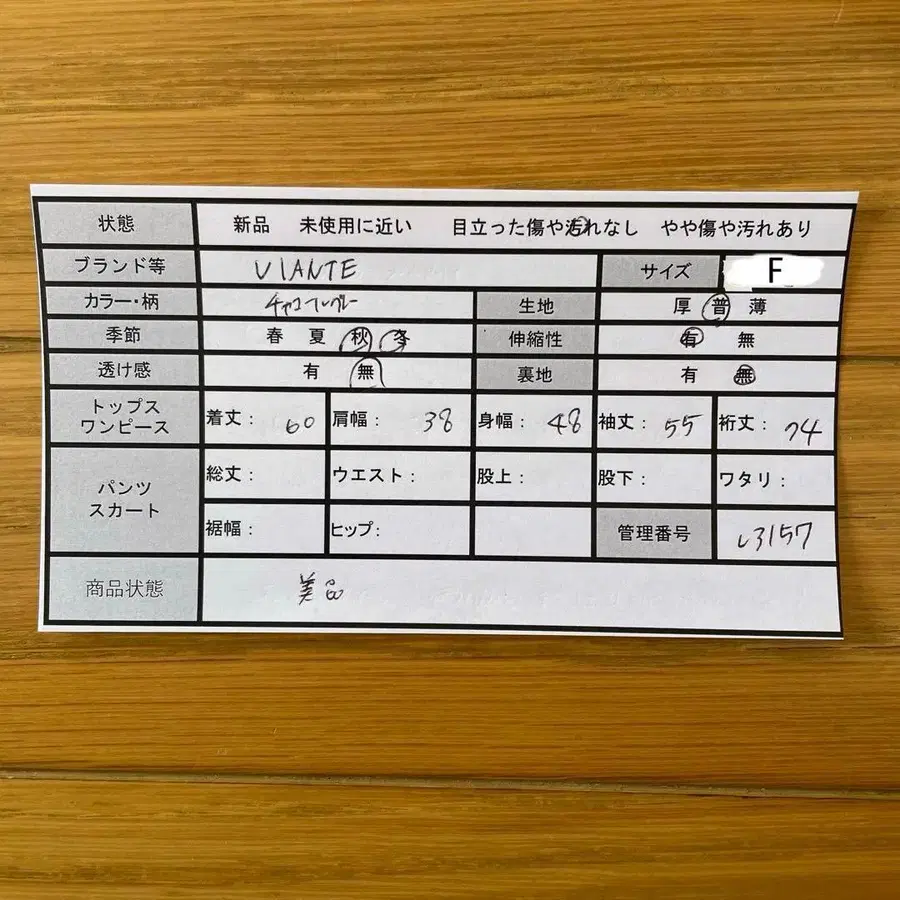 状態 新品 未使用に近い 目立った傷や汚れなし やや傷や汚れあり
ブランド等 VIANTE サイズ F
カラー・柄 チャコールグレー 生地 厚 普 薄
季節 春 夏 秋 冬 伸縮性 有 無
透け感 有 無 裏地 有 無
トップス
ワンピース
着丈: 60 肩幅: 38 身幅: 48 袖丈: 55 裄丈: 74
パンツ
スカート
総丈: ウエスト: 股上: 股下: ワタリ:
裾幅: ヒップ: 管理番号 し3157
商品状態 美品